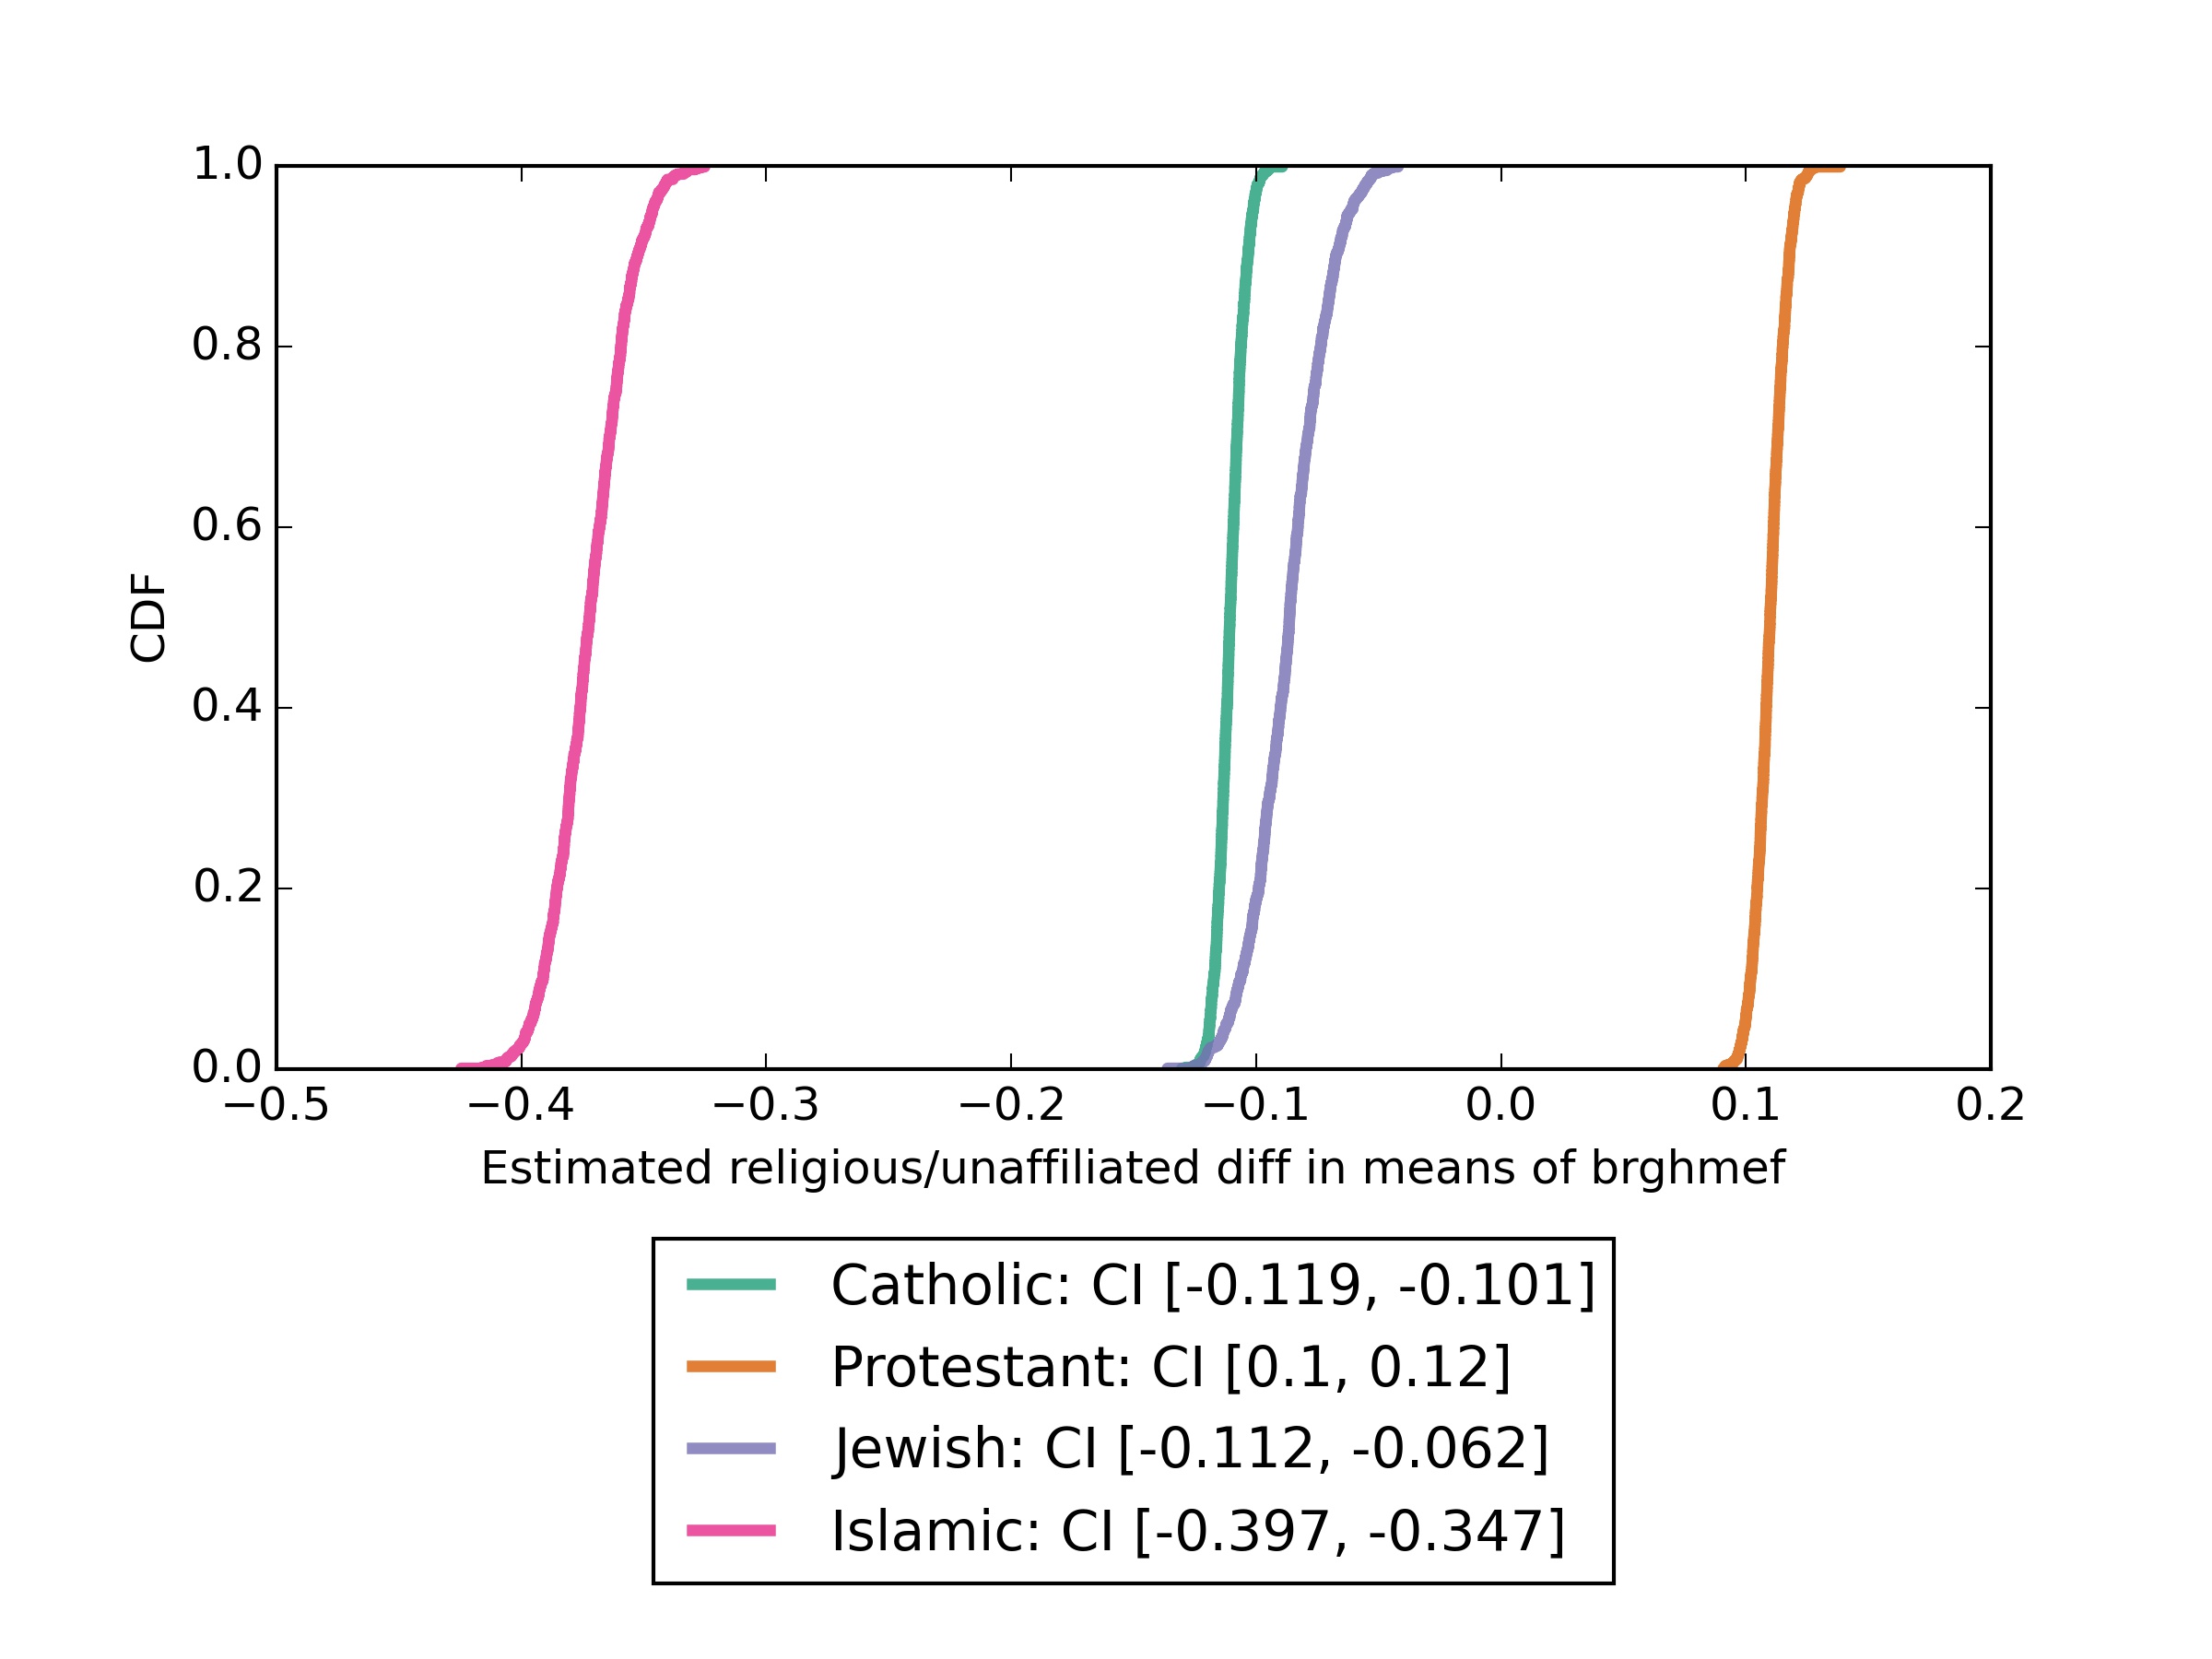 1.0
0.8
0.6
0.4
0.2
0.0
CDF
−0.5 −0.4 −0.3 −0.2 −0.1 0.0 0.1 0.2
Estimated religious/unaffiliated diff in means of brghmef
Catholic: CI [-0.119, -0.101]
Protestant: CI [0.1, 0.12]
Jewish: CI [-0.112, -0.062]
Islamic: CI [-0.397, -0.347]